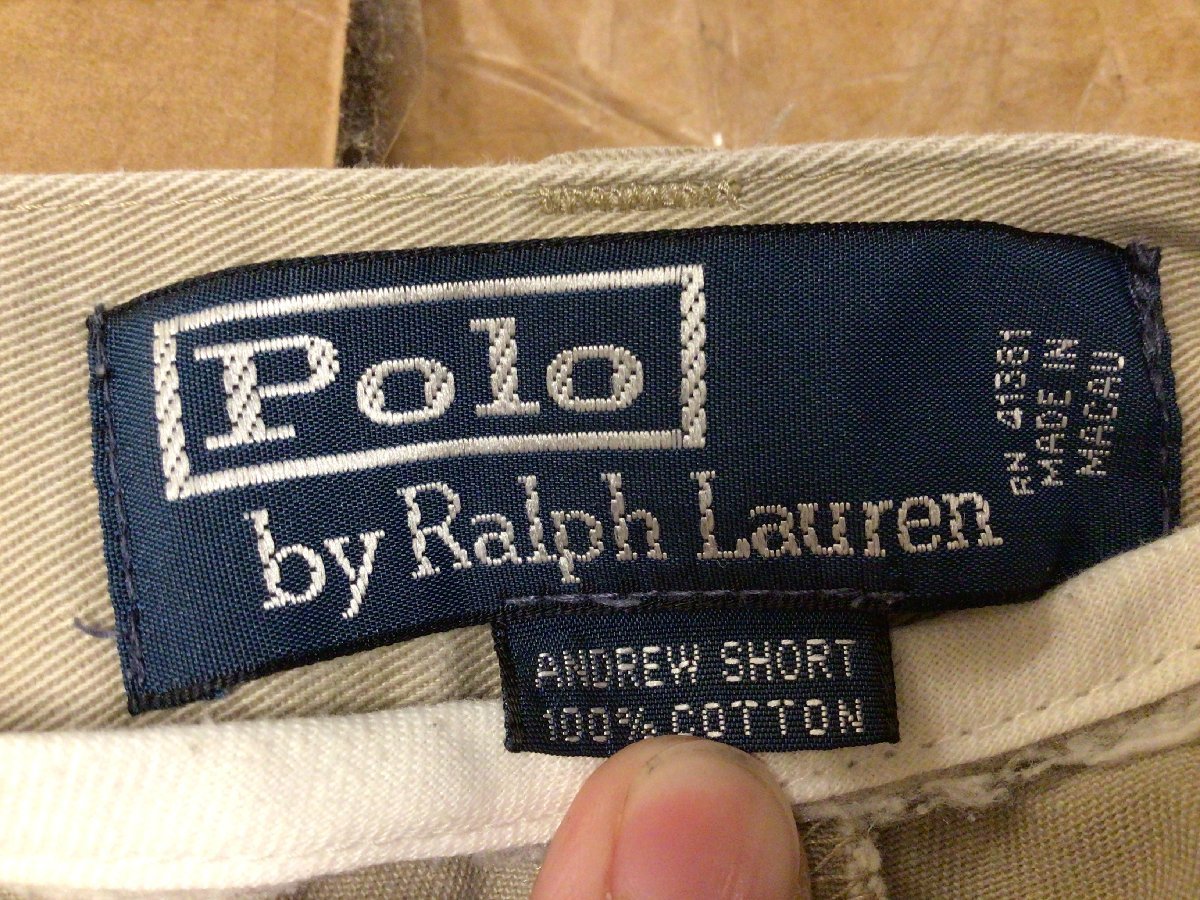 Polo
by Ralph Lauren
RN 41381
MADE IN
MACAU
ANDREW SHORT
100% COTTON